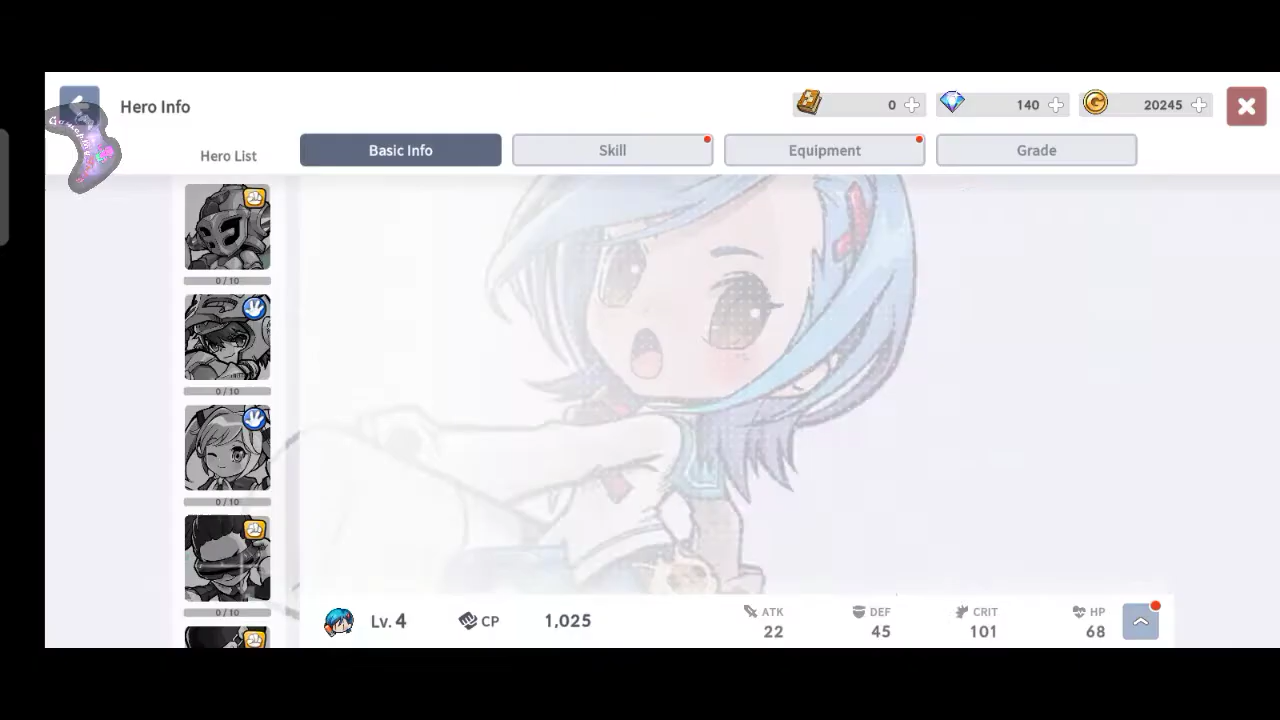 Hero Info
0
140
20245
Hero List
Basic Info
Skill
Equipment
Grade
0 / 10
0 / 10
0 / 10
0 / 10
Lv. 4
CP
1,025
ATK
22
DEF
45
CRIT
101
HP
68